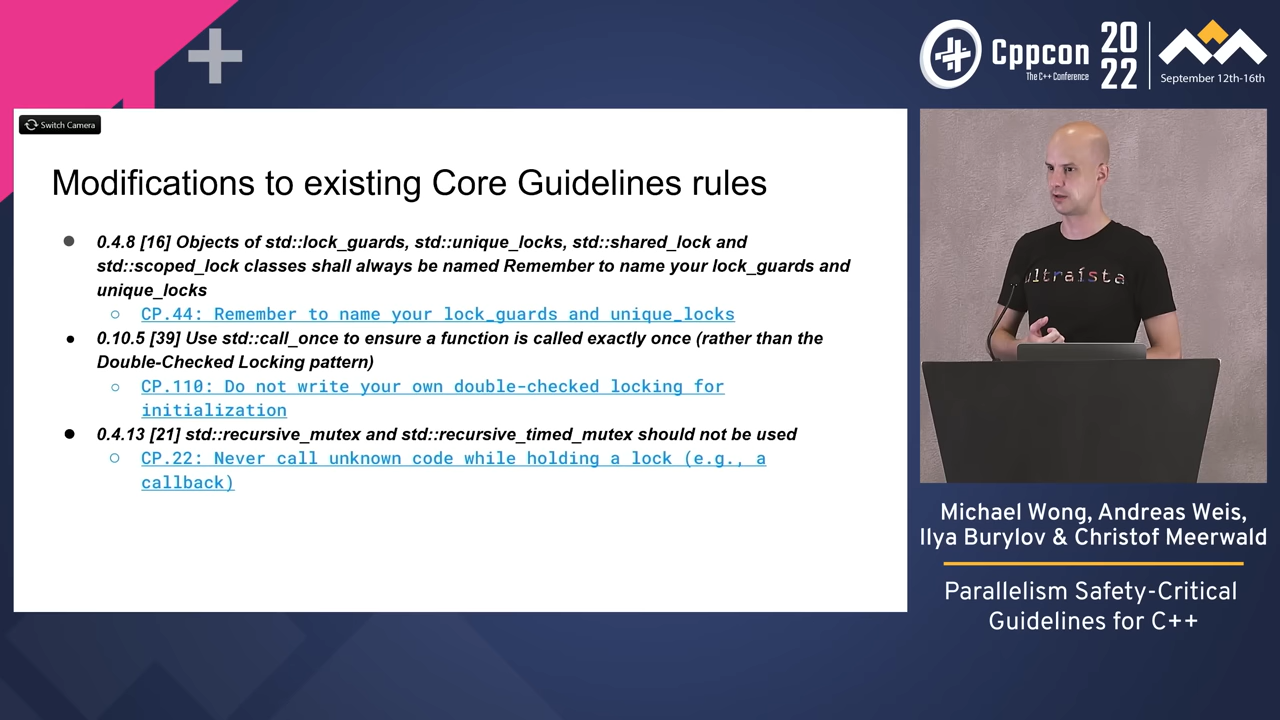 Cppcon
The C++ Conference
20
22
September 12th-16th
Switch Camera
Modifications to existing Core Guidelines rules
0.4.8 [16] Objects of std::lock_guards, std::unique_locks, std::shared_lock and
std::scoped_lock classes shall always be named Remember to name your lock_guards and
unique_locks
CP.44: Remember to name your lock_guards and unique_locks
0.10.5 [39] Use std::call_once to ensure a function is called exactly once (rather than the
Double-Checked Locking pattern)
CP.110: Do not write your own double-checked locking for
initialization
0.4.13 [21] std::recursive_mutex and std::recursive_timed_mutex should not be used
CP.22: Never call unknown code while holding a lock (e.g., a
callback)
ultraísta
Michael Wong, Andreas Weis,
Ilya Burylov & Christof Meerwald
Parallelism Safety-Critical
Guidelines for C++